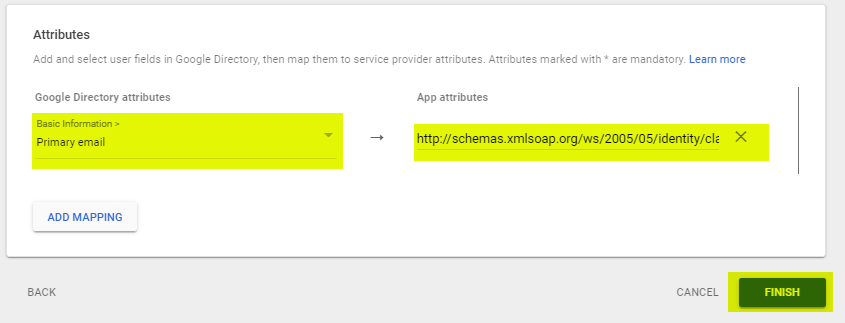 Attributes
Add and select user fields in Google Directory, then map them to service provider attributes. Attributes marked with * are mandatory. Learn more
Google Directory attributes
App attributes
Basic Information >
Primary email
→
http://schemas.xmlsoap.org/ws/2005/05/identity/cla
ADD MAPPING
BACK
CANCEL
FINISH